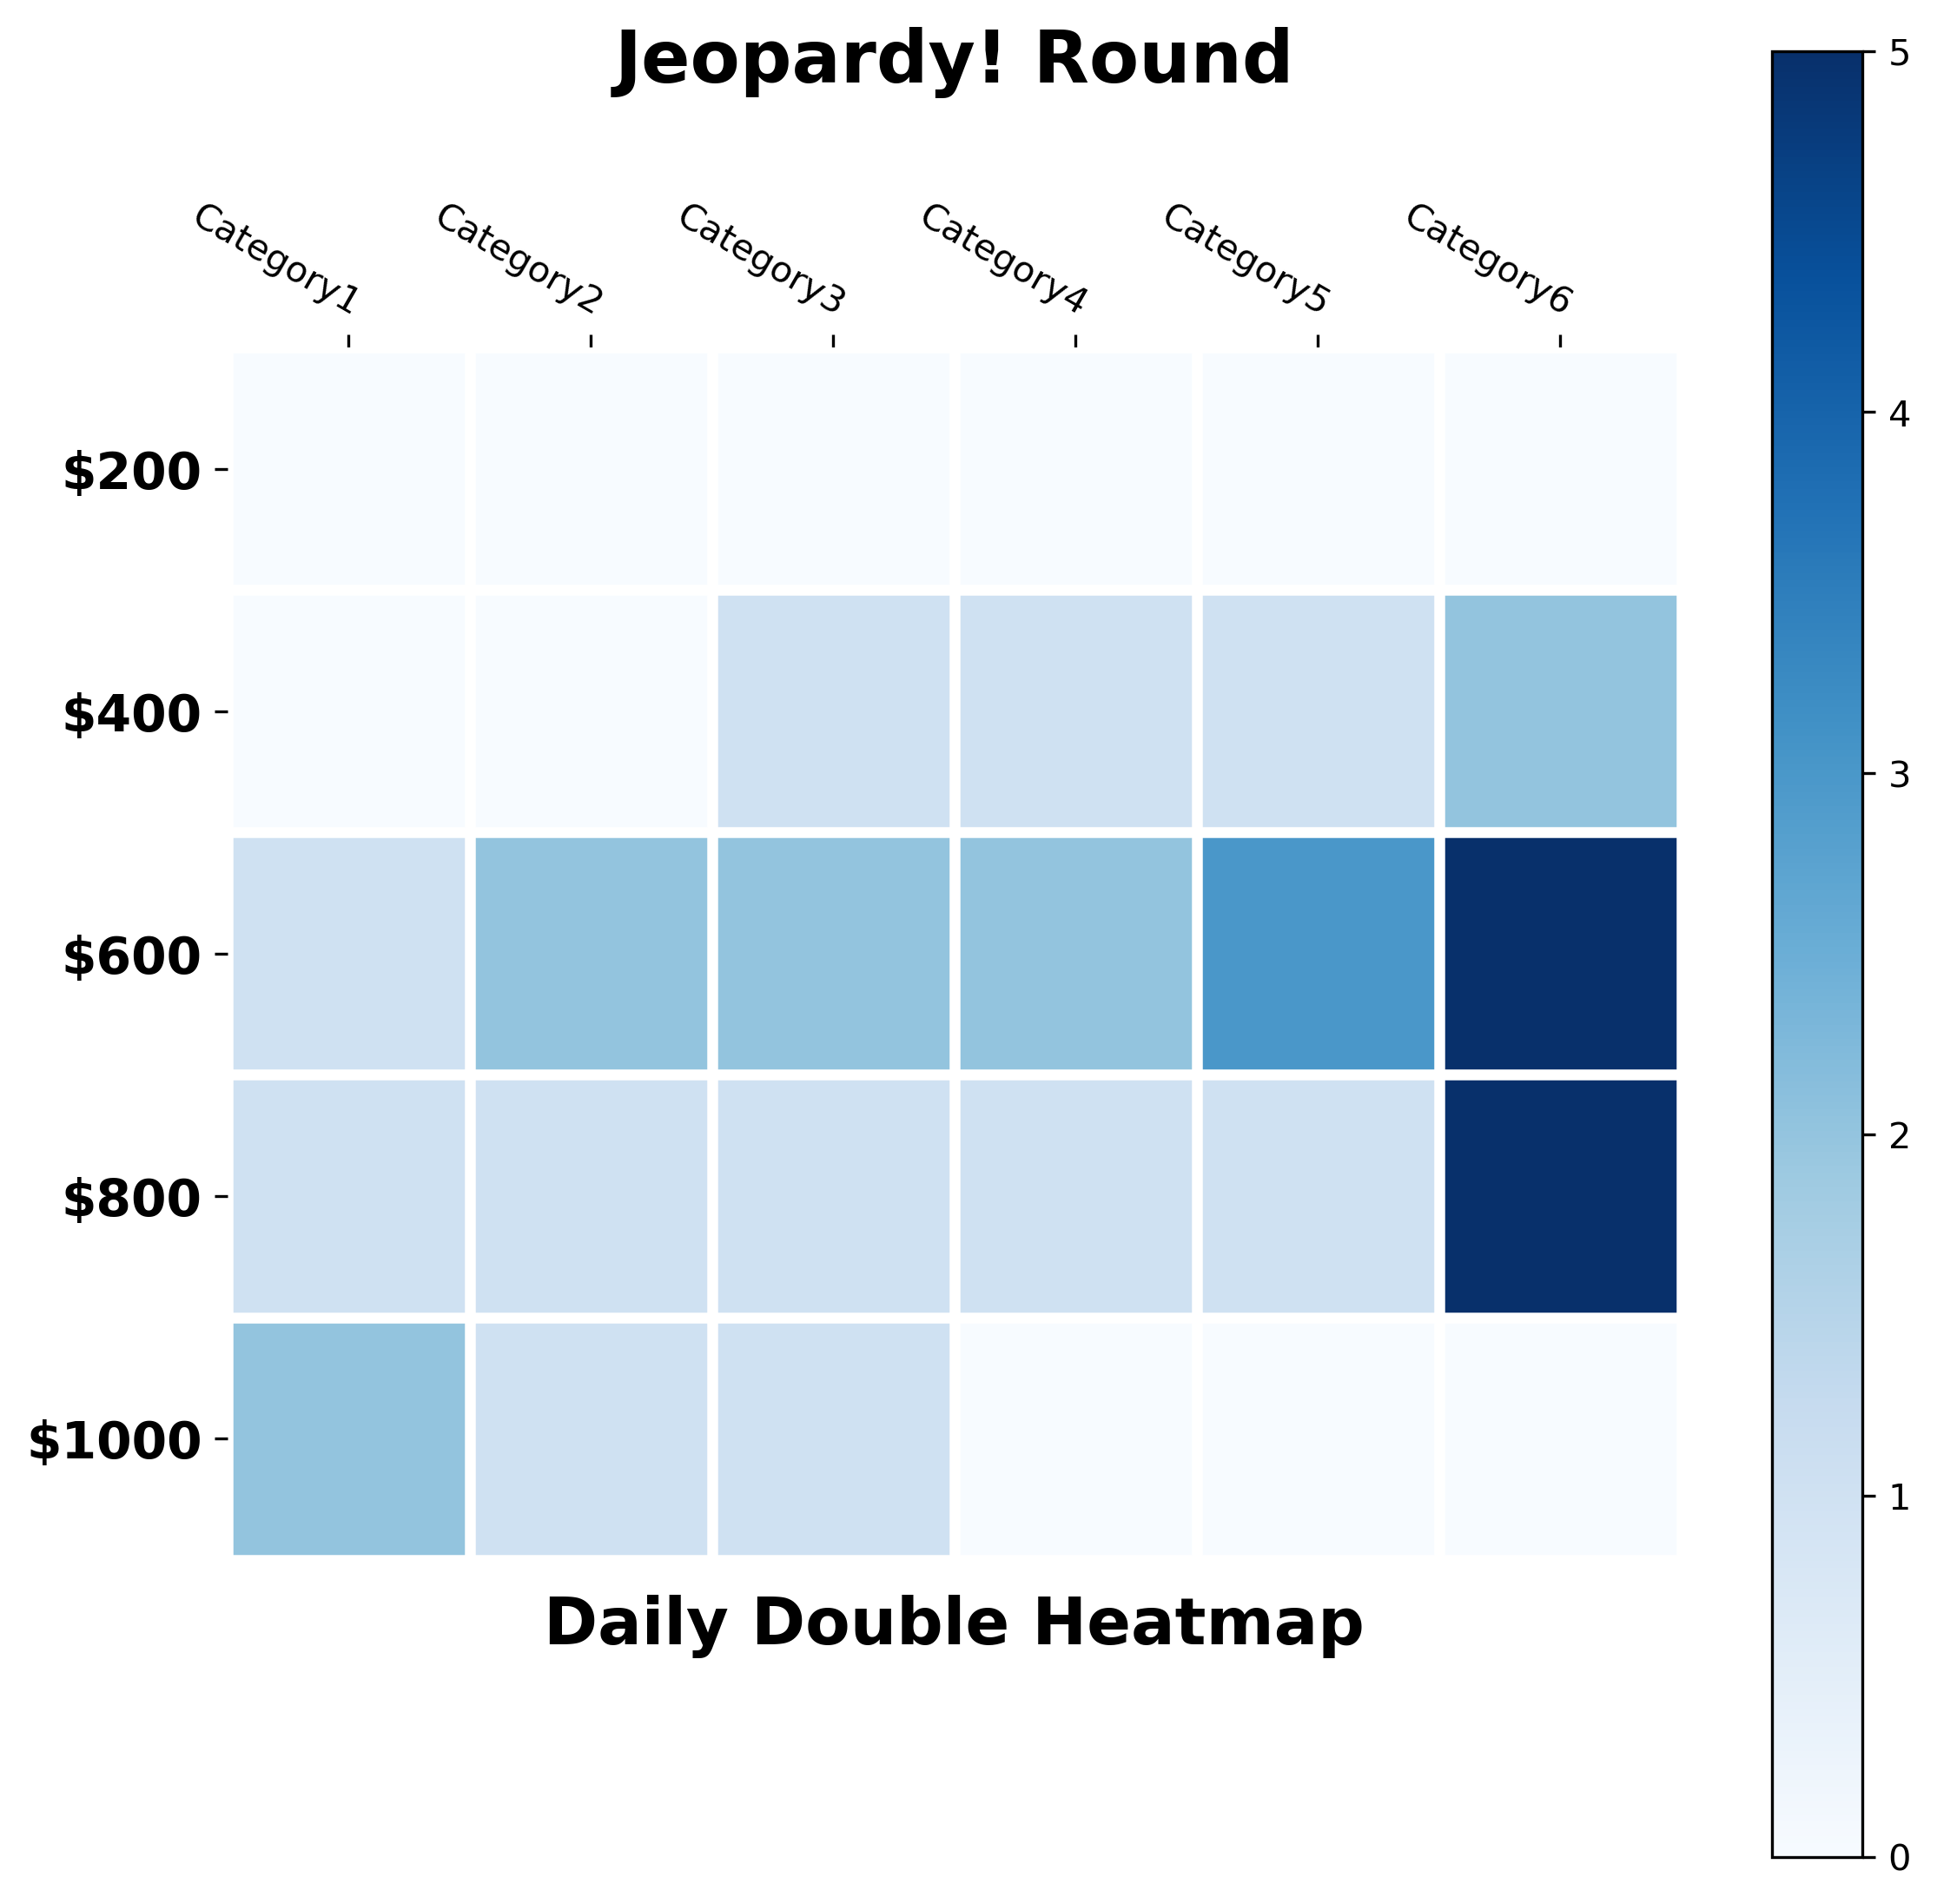 Jeopardy! Round
Category1
Category2
Category3
Category4
Category5
Category6
$200
$400
$600
$800
$1000
Daily Double Heatmap
5
4
3
2
1
0